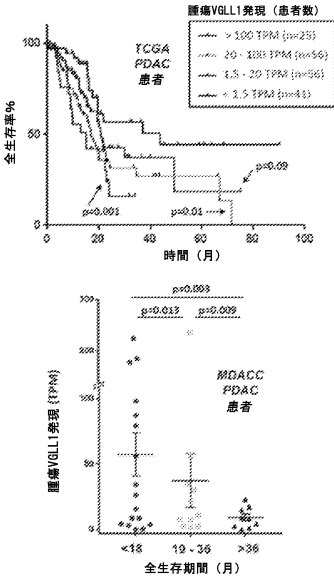 腫瘍VGLL1発現 (患者数)
> 100 TPM (n=25)
20 - 100 TPM (n=56)
1.5 - 20 TPM (n=56)
< 1.5 TPM (n=41)
TCGA
PDAC
患者
全生存率%
100
50
0
p=0.09
p=0.001
p=0.01
0 20 40 60 80 100
時間 (月)
p=0.003
p=0.013
p=0.009
MDACC
PDAC
患者
腫瘍VGLL1発現 (TPM)
300
200
100
50
0
<18
19 - 36
>36
全生存期間 (月)